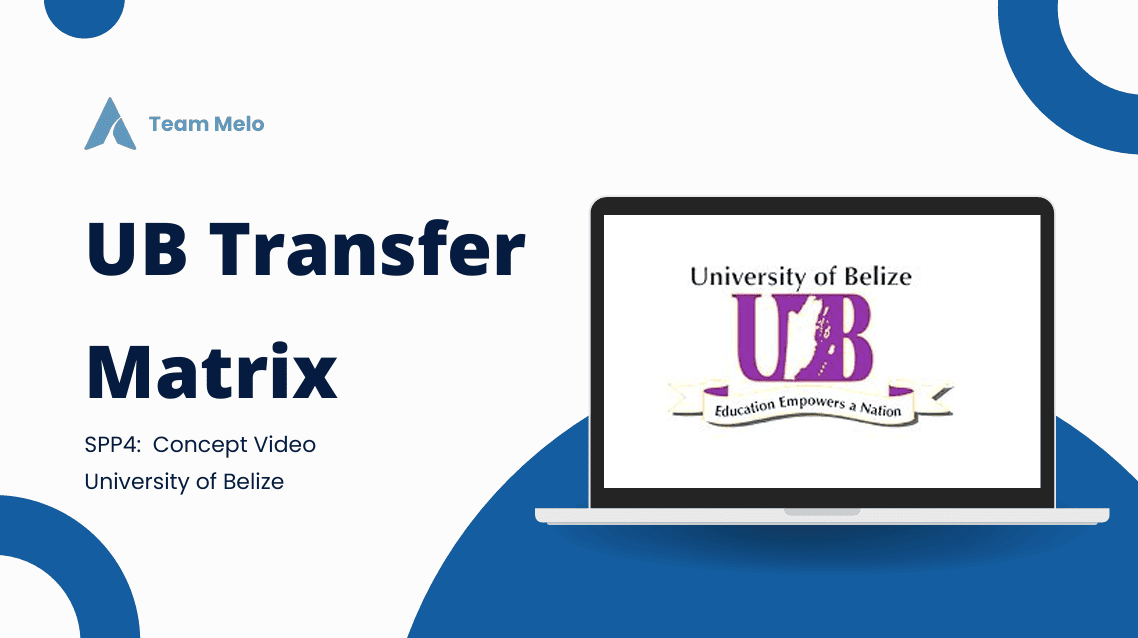 Team Melo
UB Transfer
Matrix
SPP4:  Concept Video
University of Belize
University of Belize
UB
Education Empowers a Nation